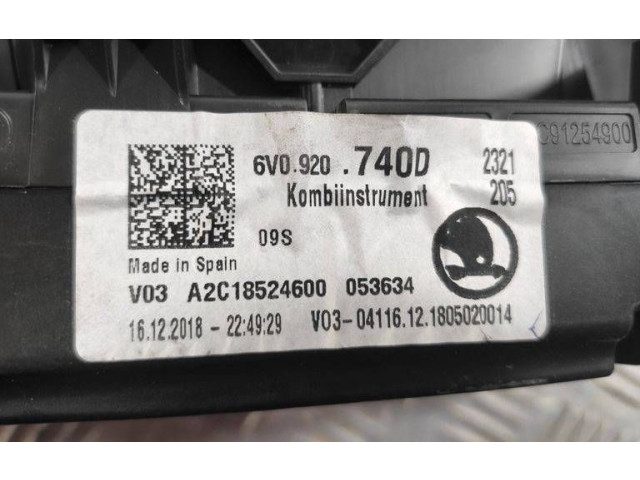 6V0.920 .740D 2321
Kombiinstrument 205
09S
Made in Spain
V03 A2C18524600 053634
16.12.2018 - 22:49:29 V03-04116.12.1805020014
C91254900